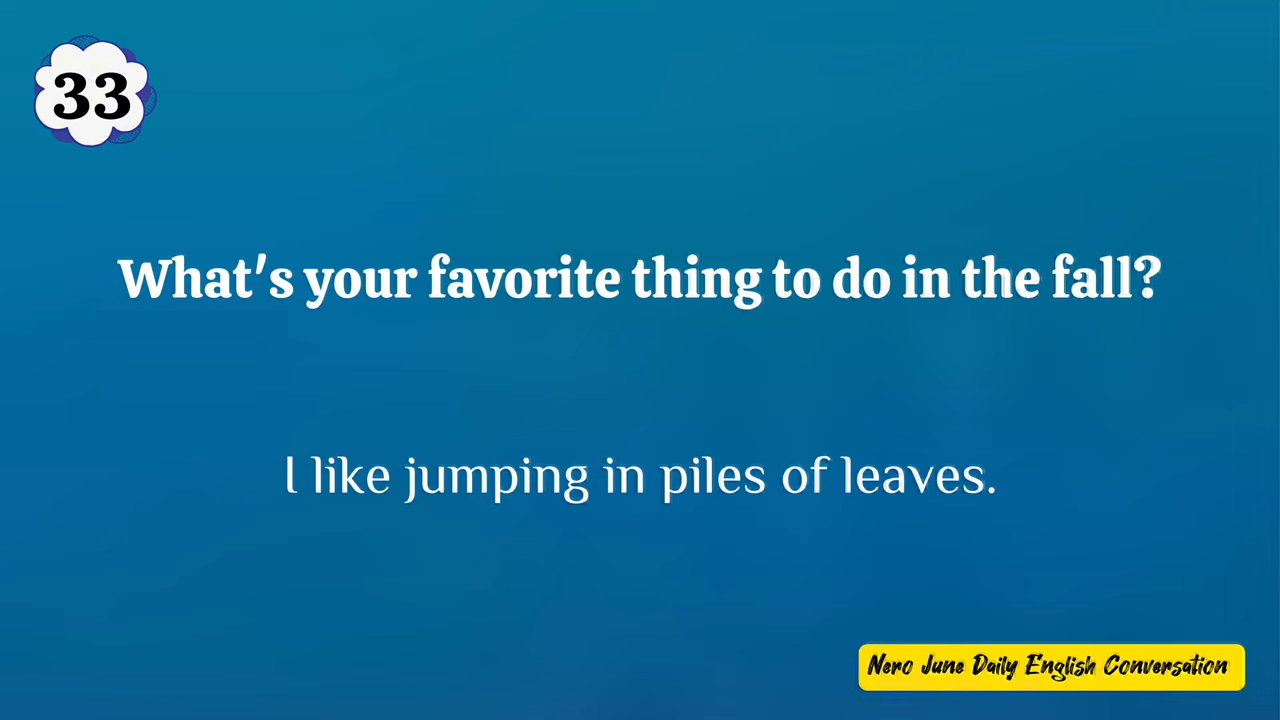 33
What's your favorite thing to do in the fall?
I like jumping in piles of leaves.
Nero June Daily English Conversation